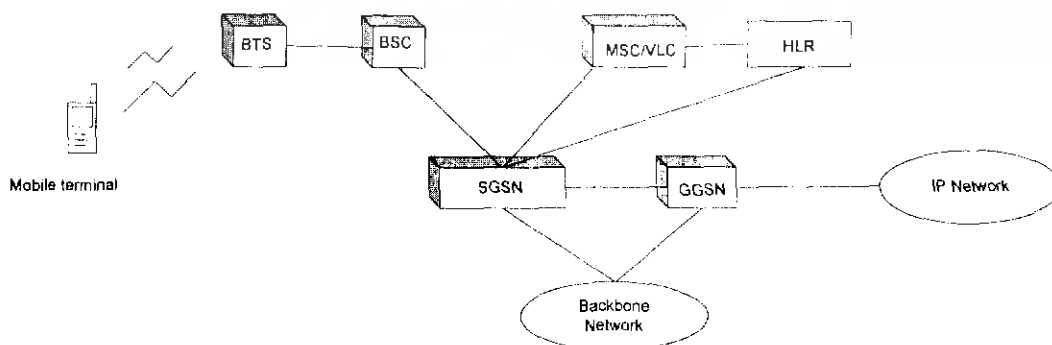 BTS
BSC
MSC/VLC
HLR
Mobile terminal
SGSN
GGSN
IP Network
Backbone
Network